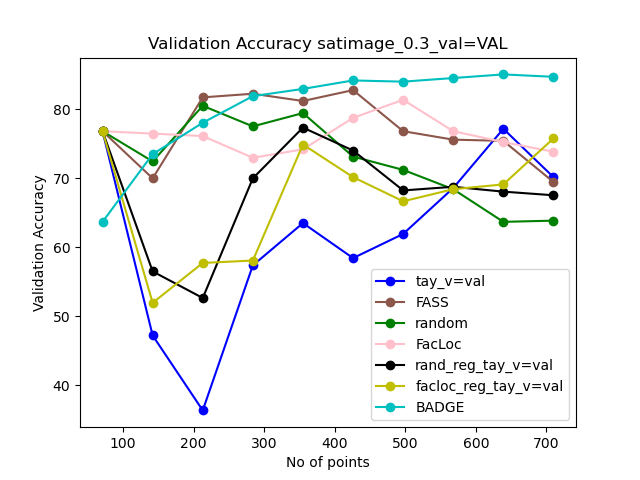 Validation Accuracy satimage_0.3_val=VAL
Validation Accuracy
80
70
60
50
40
tay_v=val
FASS
random
FacLoc
rand_reg_tay_v=val
facloc_reg_tay_v=val
BADGE
100 200 300 400 500 600 700
No of points